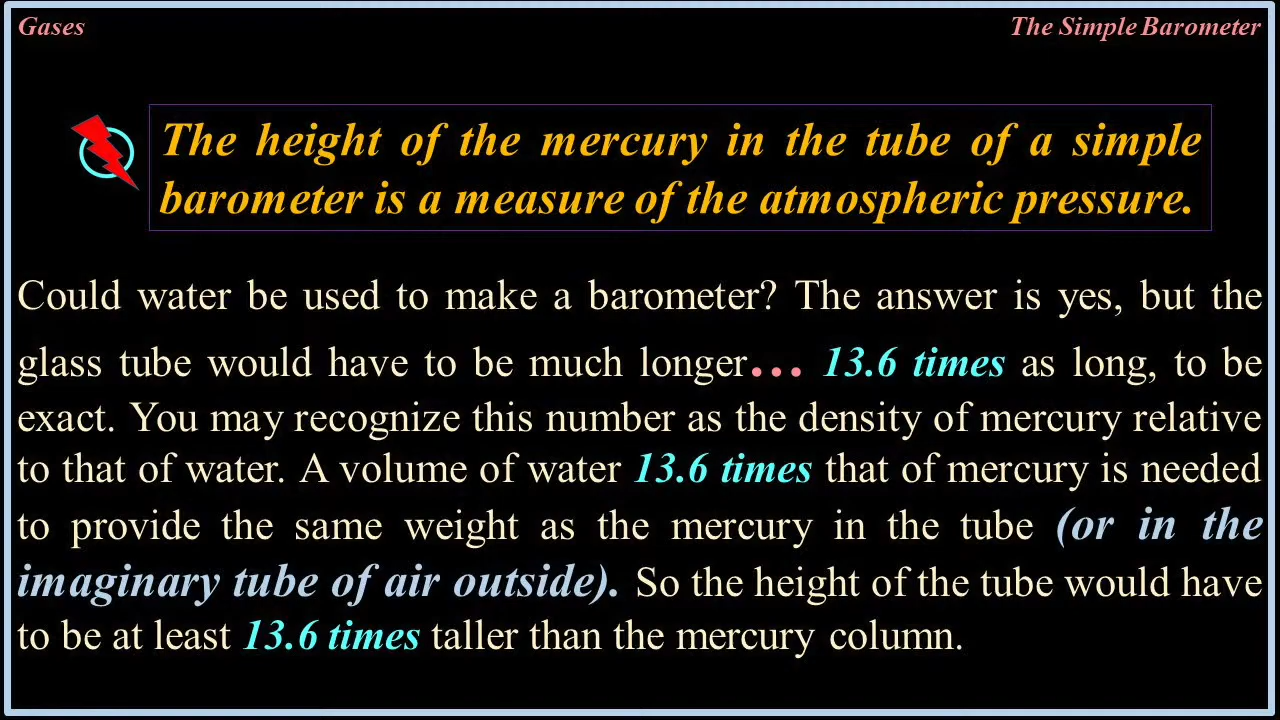 Gases
The Simple Barometer
The height of the mercury in the tube of a simple
barometer is a measure of the atmospheric pressure.
Could water be used to make a barometer? The answer is yes, but the
glass tube would have to be much longer… 13.6 times as long, to be
exact. You may recognize this number as the density of mercury relative
to that of water. A volume of water 13.6 times that of mercury is needed
to provide the same weight as the mercury in the tube (or in the
imaginary tube of air outside). So the height of the tube would have
to be at least 13.6 times taller than the mercury column.